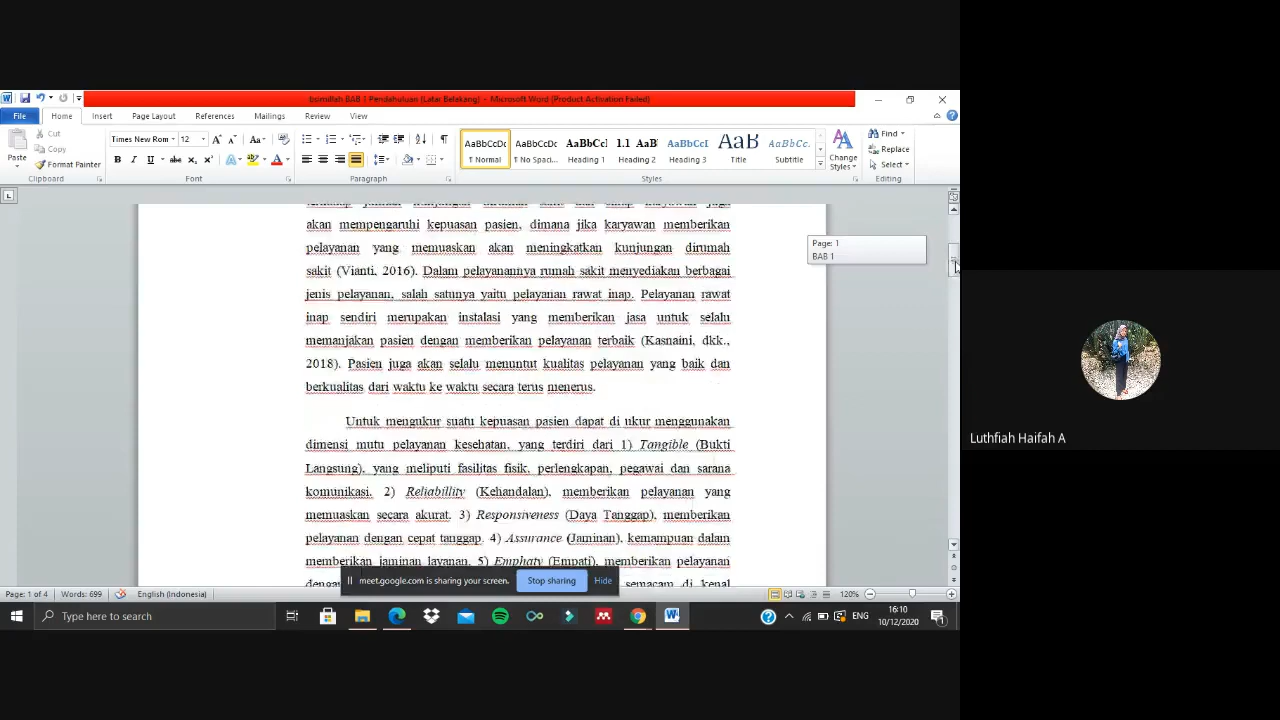 bismillah BAB 1 Pendahuluan (Latar Belakang) - Microsoft Word (Product Activation Failed)
File Home Insert Page Layout References Mailings Review View
Cut
Copy
Format Painter
Paste
Clipboard
Times New Rom 12
Font
Paragraph
AaBbCcDc AaBbCcDc AaBbCcI 1.1 AaB AaBbCcI AaB AaBbCc.
¶ Normal ¶ No Spac... Heading 1 Heading 2 Heading 3 Title Subtitle
Styles
Change Styles
Find
Replace
Select
Editing
akan mempengaruhi kepuasan pasien, dimana jika karyawan memberikan
pelayanan yang memuaskan akan meningkatkan kunjungan dirumah
sakit (Vianti, 2016). Dalam pelayanannya rumah sakit menyediakan berbagai
jenis pelayanan, salah satunya yaitu pelayanan rawat inap. Pelayanan rawat
inap sendiri merupakan instalasi yang memberikan jasa untuk selalu
memanjakan pasien dengan memberikan pelayanan terbaik (Kasnaini, dkk.,
2018). Pasien juga akan selalu menuntut kualitas pelayanan yang baik dan
berkualitas dari waktu ke waktu secara terus menerus.
Untuk mengukur suatu kepuasan pasien dapat di ukur menggunakan
dimensi mutu pelayanan kesehatan, yang terdiri dari 1) Tangible (Bukti
Langsung), yang meliputi fasilitas fisik, perlengkapan, pegawai dan sarana
komunikasi. 2) Reliabillity (Kehandalan), memberikan pelayanan yang
memuaskan secara akurat. 3) Responsiveness (Daya Tanggap), memberikan
pelayanan dengan cepat tanggap. 4) Assurance (Jaminan), kemampuan dalam
memberikan jaminan layanan. 5) Emphaty (Empati), memberikan pelayanan
semacam di kenal
Page: 1
BAB 1
meet.google.com is sharing your screen. Stop sharing Hide
Page: 1 of 4 Words: 699 English (Indonesia) 120%
Type here to search
ENG
16:10
10/12/2020
Luthfiah Haifah A